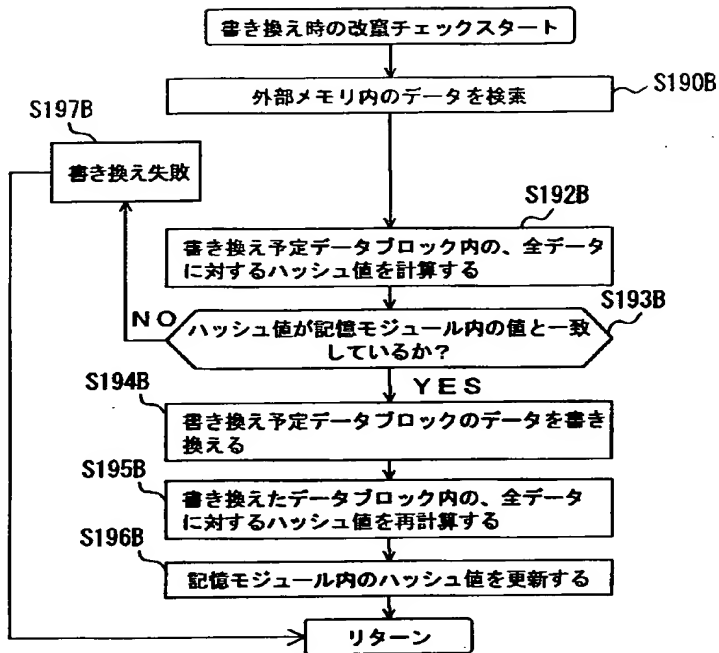 書き換え時の改竄チェックスタート
S190B
外部メモリ内のデータを検索
S197B
書き換え失敗
S192B
書き換え予定データブロック内の、全データ
に対するハッシュ値を計算する
S193B
NO
ハッシュ値が記憶モジュール内の値と一致
しているか？
YES
S194B
書き換え予定データブロックのデータを書き
換える
S195B
書き換えたデータブロック内の、全データ
に対するハッシュ値を再計算する
S196B
記憶モジュール内のハッシュ値を更新する
リターン